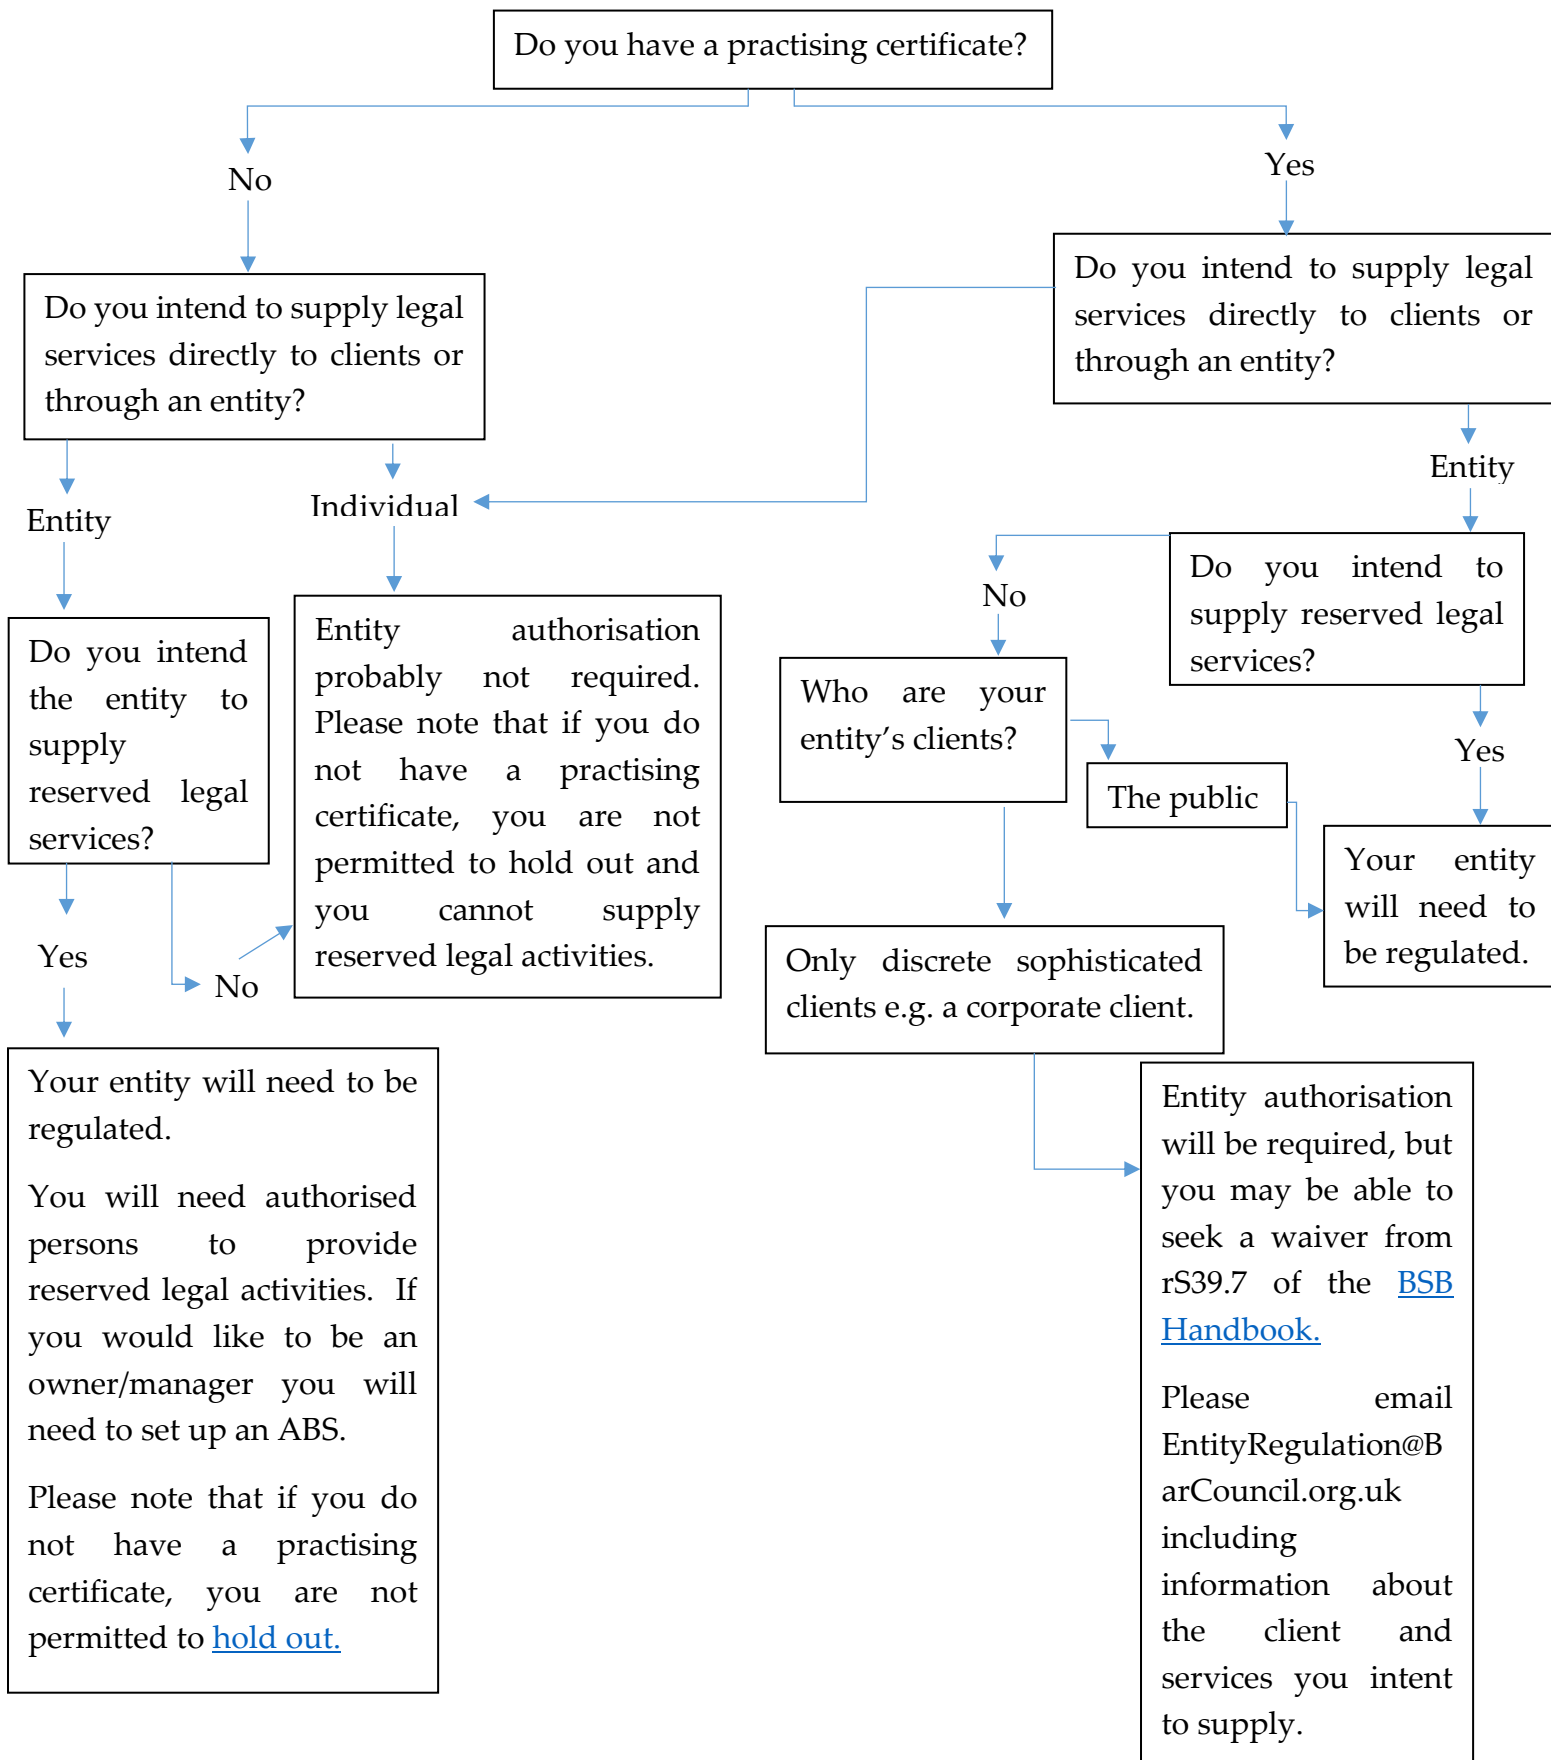 Do you have a practising certificate?
No
Yes
Do you intend to supply legal
services directly to clients or
through an entity?
Do you intend to supply legal
services directly to clients or
through an entity?
Entity
Individual
Entity
Do you intend
the entity to
supply
reserved legal
services?
Entity authorisation
probably not required.
Please note that if you do
not have a practising
certificate, you are not
permitted to hold out and
you cannot supply
reserved legal activities.
No
Do you intend to
supply reserved legal
services?
Who are your
entity’s clients?
The public
Yes
Your entity
will need to
be regulated.
Yes
No
Only discrete sophisticated
clients e.g. a corporate client.
Your entity will need to be
regulated.
You will need authorised
persons to provide
reserved legal activities. If
you would like to be an
owner/manager you will
need to set up an ABS.
Please note that if you do
not have a practising
certificate, you are not
permitted to hold out.
Entity authorisation
will be required, but
you may be able to
seek a waiver from
rS39.7 of the BSB
Handbook.
Please email
EntityRegulation@B
arCouncil.org.uk
including
information about
the client and
services you intent
to supply.